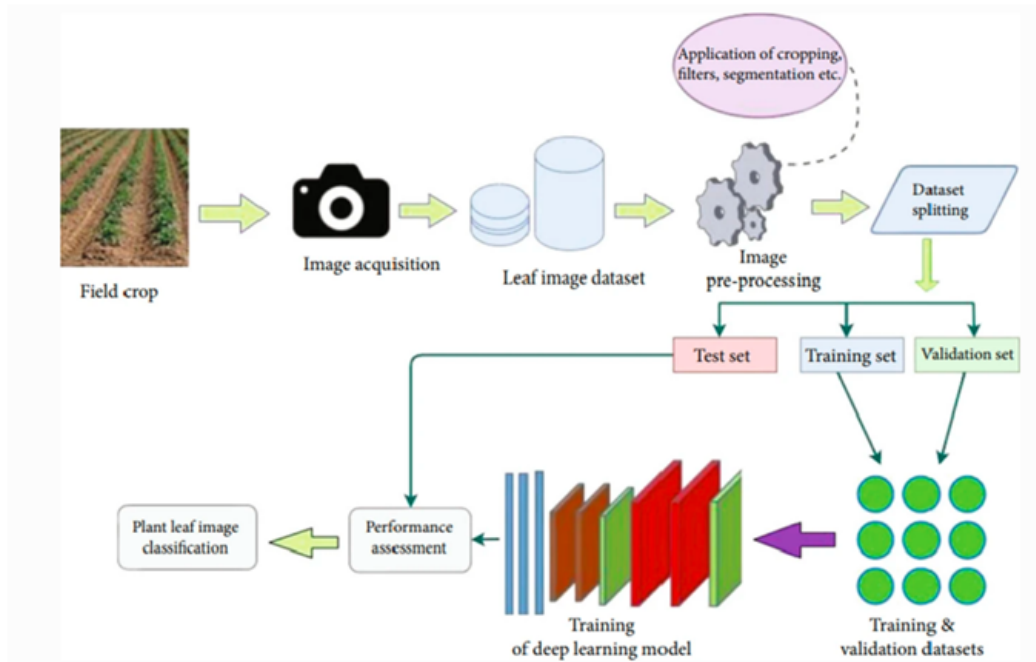 Application of cropping,
filters, segmentation etc.
Field crop
Image acquisition
Leaf image dataset
Image
pre-processing
Dataset
splitting
Test set
Training set
Validation set
Plant leaf image
classification
Performance
assessment
Training
of deep learning model
Training &
validation datasets